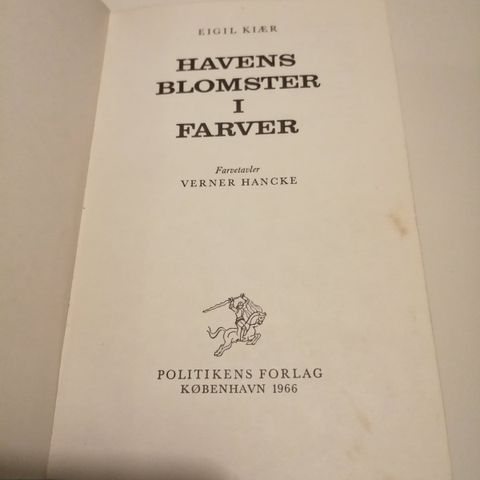 EIGIL KIÆR
HAVENS
BLOMSTER
I
FARVER
Farvetavler
VERNER HANCKE
POLITIKENS FORLAG
KØBENHAVN 1966